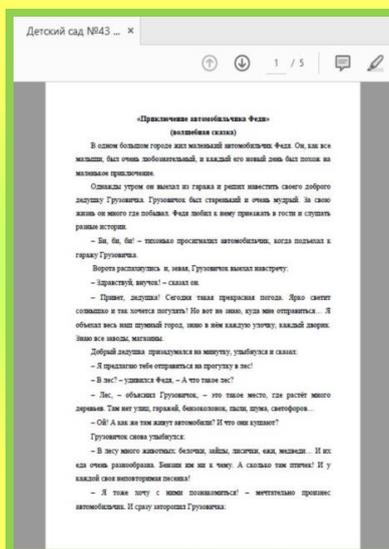 Детский сад №43 ... ×
1 / 5
«Приключение автомобильчика Феди»
(волшебная сказка)
В одном большом городе жил маленький автомобильчик Федя. Он, как все
малыши, был очень любознательный, и каждый его новый день был похож на
маленькое приключение.
Однажды утром он выехал из гаража и решил навестить своего доброго
дедушку Грузовичка. Грузовичок был старенький и очень мудрый. За свою
жизнь он много где побывал. Федя любил к нему приезжать в гости и слушать
разные истории.
– Би, би, би! – тихонько просигналил автомобильчик, когда подъехал к
гаражу Грузовичка.
Ворота распахнулись и, зевая, Грузовичок выехал навстречу:
– Здравствуй, внучок! – сказал он.
– Привет, дедушка! Сегодня такая прекрасная погода. Ярко светит
солнышко и так хочется погулять! Но вот не знаю, куда мне отправиться... Я
объехал весь наш шумный город, знаю в нём каждую улочку, каждый дворик.
Знаю все заводы, магазины.
Добрый дедушка призадумался на минутку, улыбнулся и сказал:
– Я предлагаю тебе отправиться на прогулку в лес!
– В лес? – удивился Федя, – А что такое лес?
– Лес, – объяснил Грузовичок, – это такое место, где растёт много
деревьев. Там нет улиц, гаражей, бензоколонок, пыли, шума, светофоров...
– Ой! А как же там живут автомобили? И что они кушают?
Грузовичок снова улыбнулся:
– В лесу много животных: белочки, зайцы, лисички, ежи, медведи... И их
еда очень разнообразна. Бензин им ни к чему. А сколько там птичек! И у
каждой своя неповторимая песенка!
– Я тоже хочу с ними познакомиться! – мечтательно произнес
автомобильчик. И сразу заторопил Грузовичка: